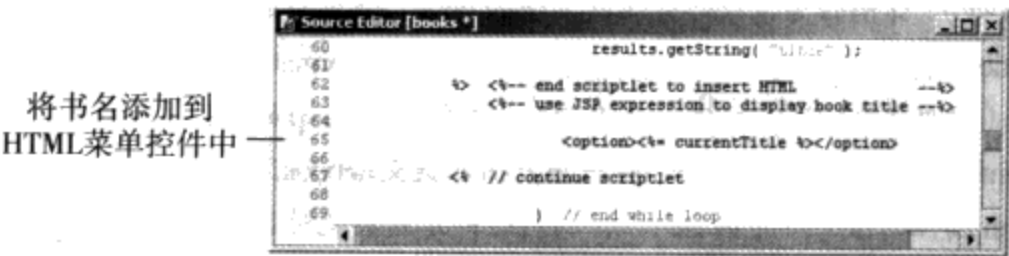 将书名添加到
HTML菜单控件中
Source Editor [books *]
60 results.getString( "title" );
61
62 %> <%-- end scriptlet to insert HTML --%>
63 <%-- use JSP expression to display book title --%>
64
65 <option><%= currentTitle %></option>
66
67 <% // continue scriptlet
68
69 } // end while loop